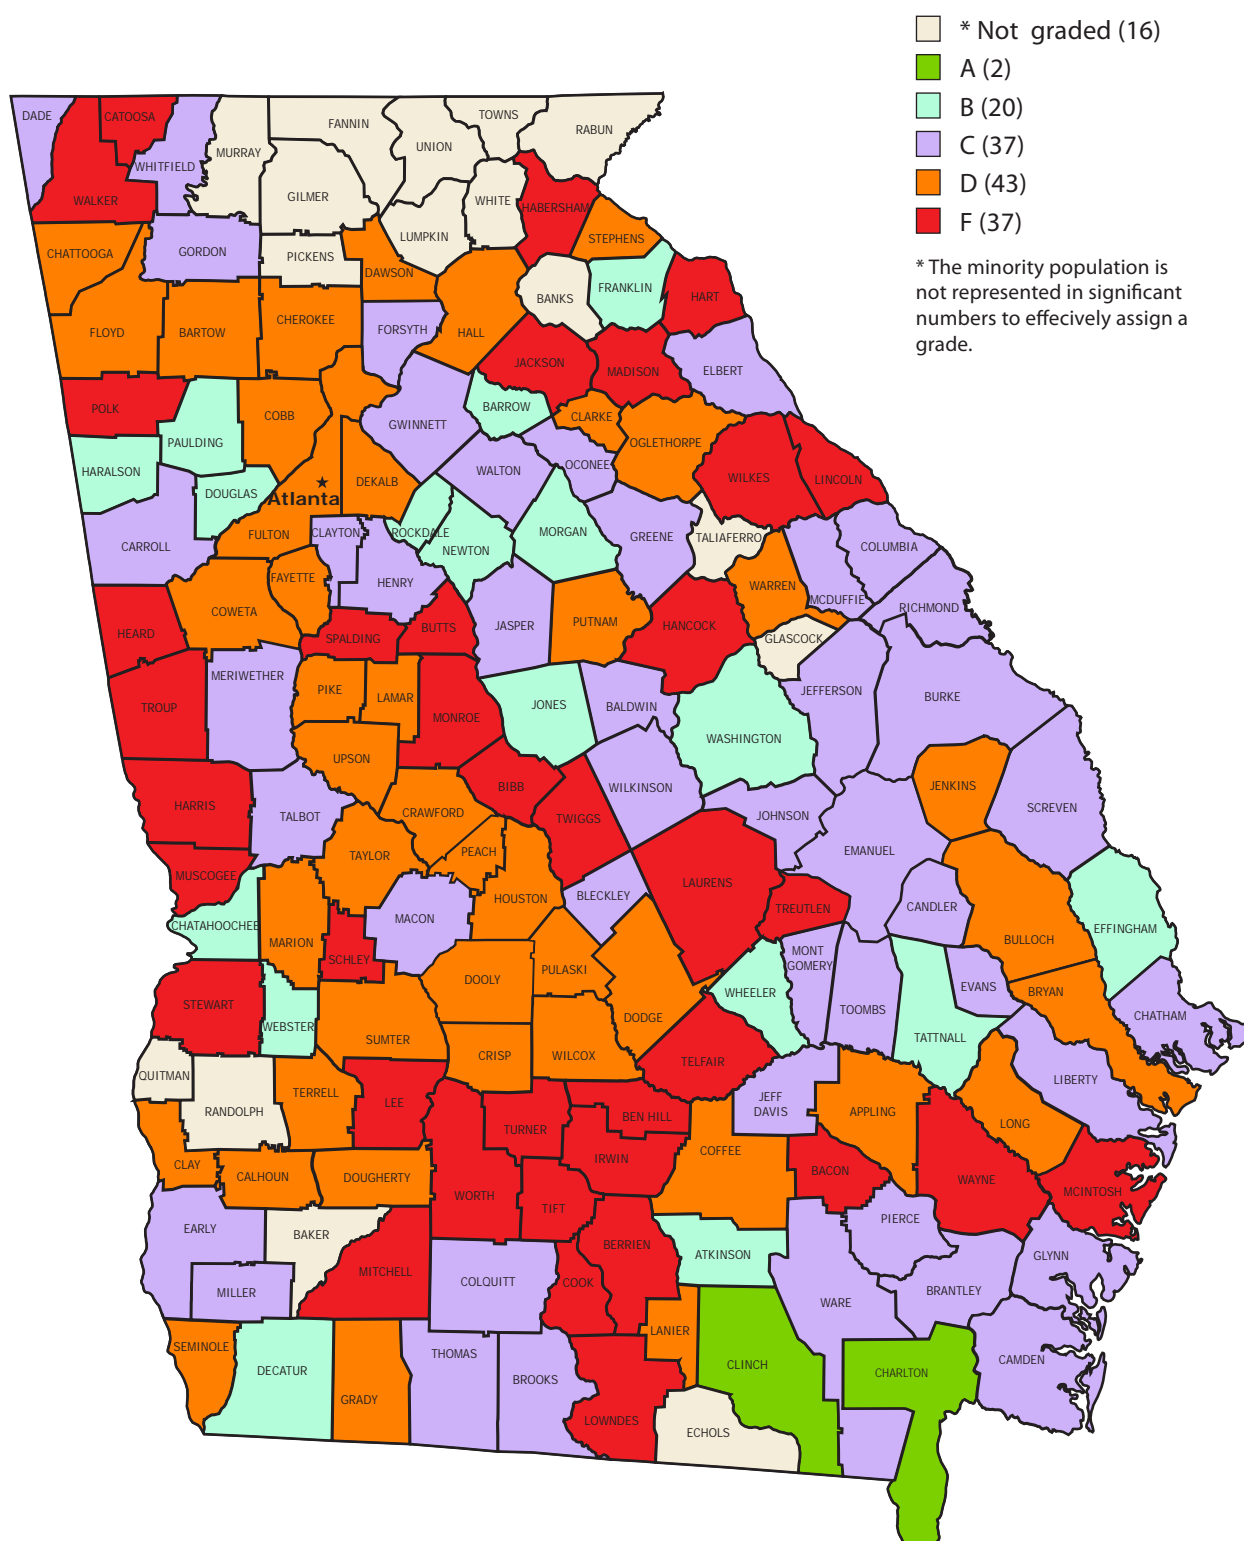 * Not graded (16)
A (2)
B (20)
C (37)
D (43)
F (37)
* The minority population is
not represented in significant
numbers to effecively assign a
grade.
DADE
CATOOSA
WHITFIELD
MURRAY
FANNIN
UNION
TOWNS
RABUN
WALKER
GILMER
WHITE
HABERSHAM
LUMPKIN
STEPHENS
CHATTOOGA
GORDON
PICKENS
DAWSON
BANKS
FRANKLIN
HART
FLOYD
BARTOW
CHEROKEE
FORSYTH
HALL
JACKSON
MADISON
ELBERT
POLK
PAULDING
COBB
GWINNETT
BARROW
CLARKE
OGLETHORPE
HARALSON
DOUGLAS
Atlanta
DEKALB
WALTON
OCONEE
WILKES
LINCOLN
CARROLL
FULTON
CLAYTON
ROCKDALE
NEWTON
MORGAN
GREENE
TALIAFERRO
COLUMBIA
FAYETTE
HENRY
WARREN
MCDUFFIE
RICHMOND
HEARD
COWETA
SPALDING
BUTTS
JASPER
PUTNAM
HANCOCK
GLASCOCK
TROUP
MERIWETHER
PIKE
LAMAR
MONROE
JONES
BALDWIN
JEFFERSON
BURKE
WASHINGTON
UPSON
HARRIS
TALBOT
CRAWFORD
BIBB
TWIGGS
WILKINSON
JOHNSON
JENKINS
SCREVEN
TAYLOR
PEACH
EMANUEL
MUSCOGEE
HOUSTON
BLECKLEY
LAURENS
TREUTLEN
CANDLER
CHATAHOOCHEE
MARION
MACON
SCHLEY
BULLOCH
EFFINGHAM
DOOLY
PULASKI
MONT
GOMERY
WHEELER
EVANS
BRYAN
STEWART
WEBSTER
SUMTER
DODGE
TOOMBS
TATTNALL
CHATHAM
CRISP
WILCOX
TELFAIR
QUITMAN
RANDOLPH
TERRELL
LEE
LIBERTY
TURNER
BEN HILL
JEFF
DAVIS
APPLING
LONG
CLAY
CALHOUN
DOUGHERTY
WORTH
IRWIN
COFFEE
BACON
WAYNE
MCINTOSH
TIFT
EARLY
BAKER
BERRIEN
PIERCE
MITCHELL
ATKINSON
GLYNN
MILLER
COLQUITT
COOK
WARE
BRANTLEY
SEMINOLE
DECATUR
GRADY
THOMAS
BROOKS
LANIER
CLINCH
CHARLTON
CAMDEN
LOWNDES
ECHOLS